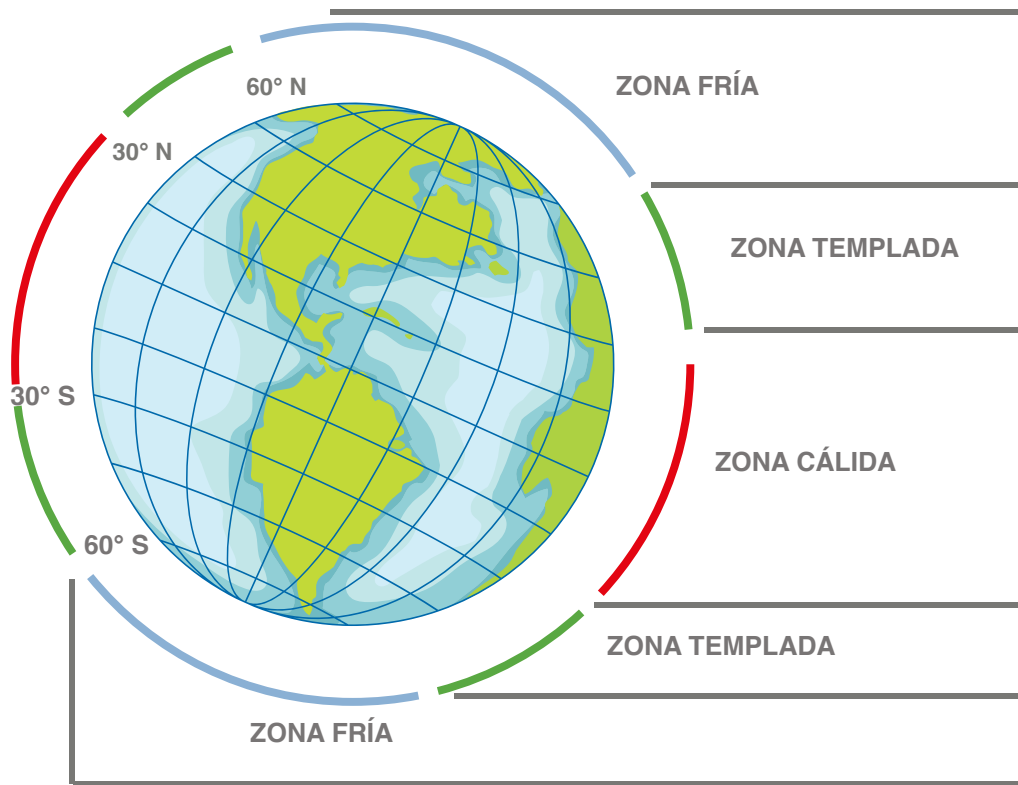 ZONA FRÍA
60° N
30° N
ZONA TEMPLADA
30° S
ZONA CÁLIDA
60° S
ZONA TEMPLADA
ZONA FRÍA